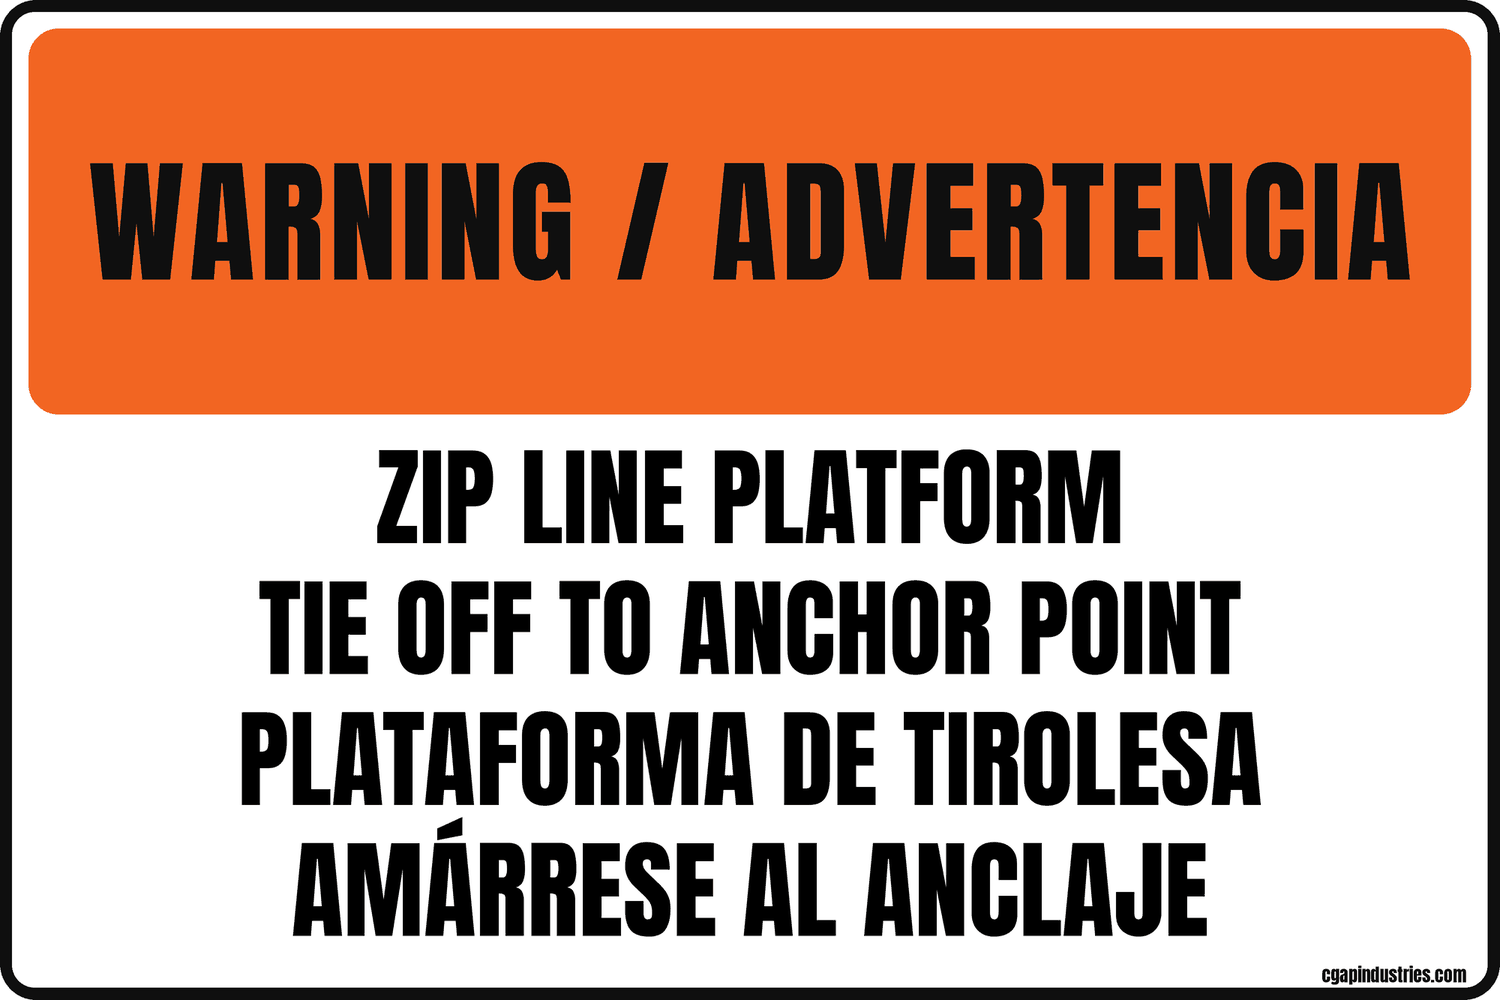 WARNING / ADVERTENCIA
ZIP LINE PLATFORM
TIE OFF TO ANCHOR POINT
PLATAFORMA DE TIROLESA
AMÁRRESE AL ANCLAJE
cgapindustries.com